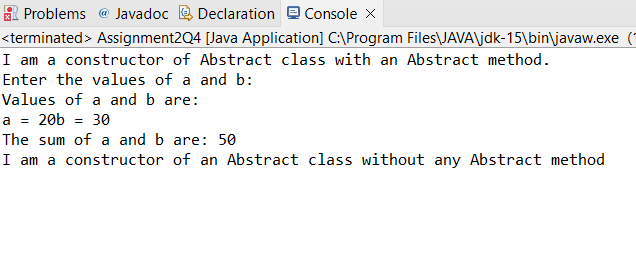 Problems @ Javadoc Declaration Console
<terminated> Assignment2Q4 [Java Application] C:\Program Files\JAVA\jdk-15\bin\javaw.exe (1
I am a constructor of Abstract class with an Abstract method.
Enter the values of a and b:
Values of a and b are:
a = 20b = 30
The sum of a and b are: 50
I am a constructor of an Abstract class without any Abstract method